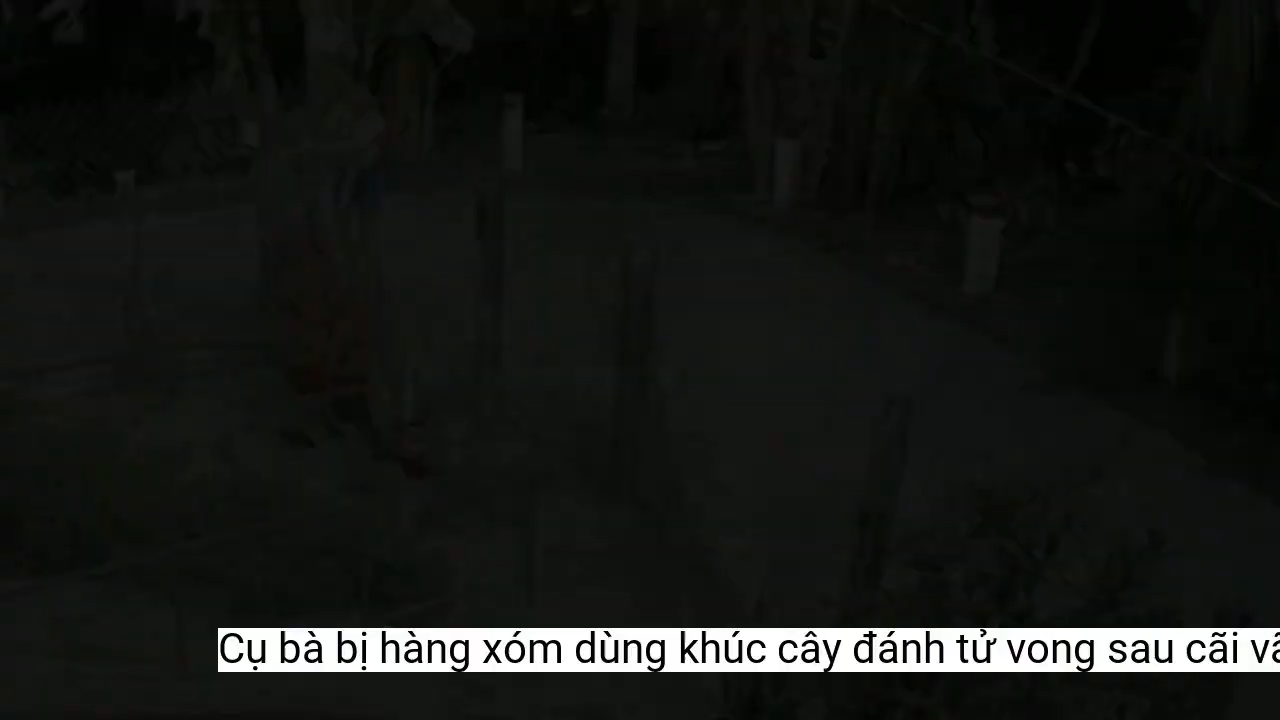 Cụ bà bị hàng xóm dùng khúc cây đánh tử vong sau cãi